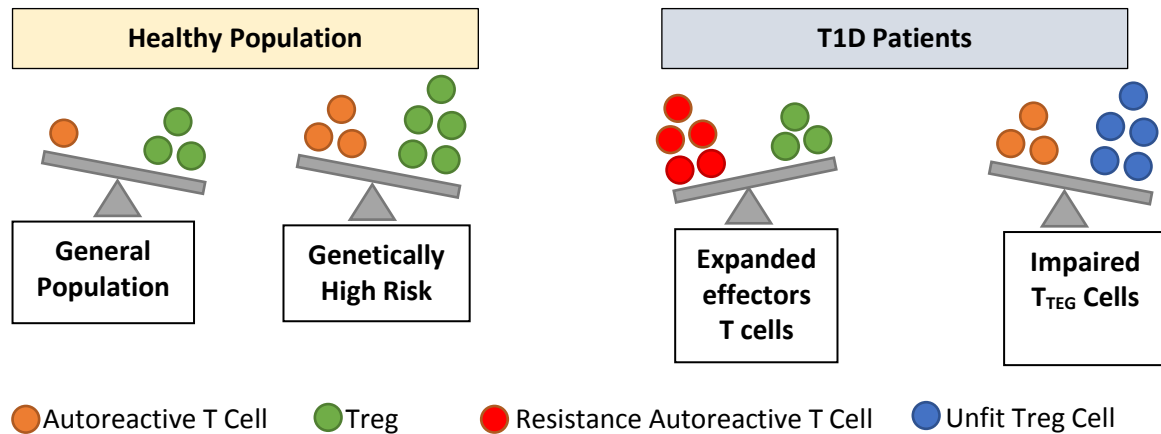 Healthy Population
T1D Patients
General
Population
Genetically
High Risk
Expanded
effectors
T cells
Impaired
TTEG Cells
Autoreactive T Cell
Treg
Resistance Autoreactive T Cell
Unfit Treg Cell